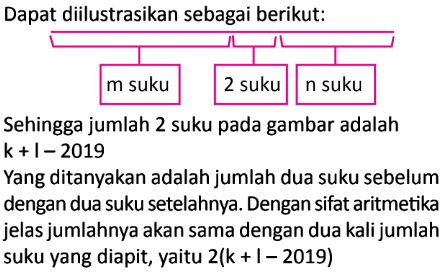 Dapat diilustrasikan sebagai berikut:
m suku 2 suku n suku
Sehingga jumlah 2 suku pada gambar adalah
k + l – 2019
Yang ditanyakan adalah jumlah dua suku sebelum
dengan dua suku setelahnya. Dengan sifat aritmetika
jelas jumlahnya akan sama dengan dua kali jumlah
suku yang diapit, yaitu 2(k + l – 2019)